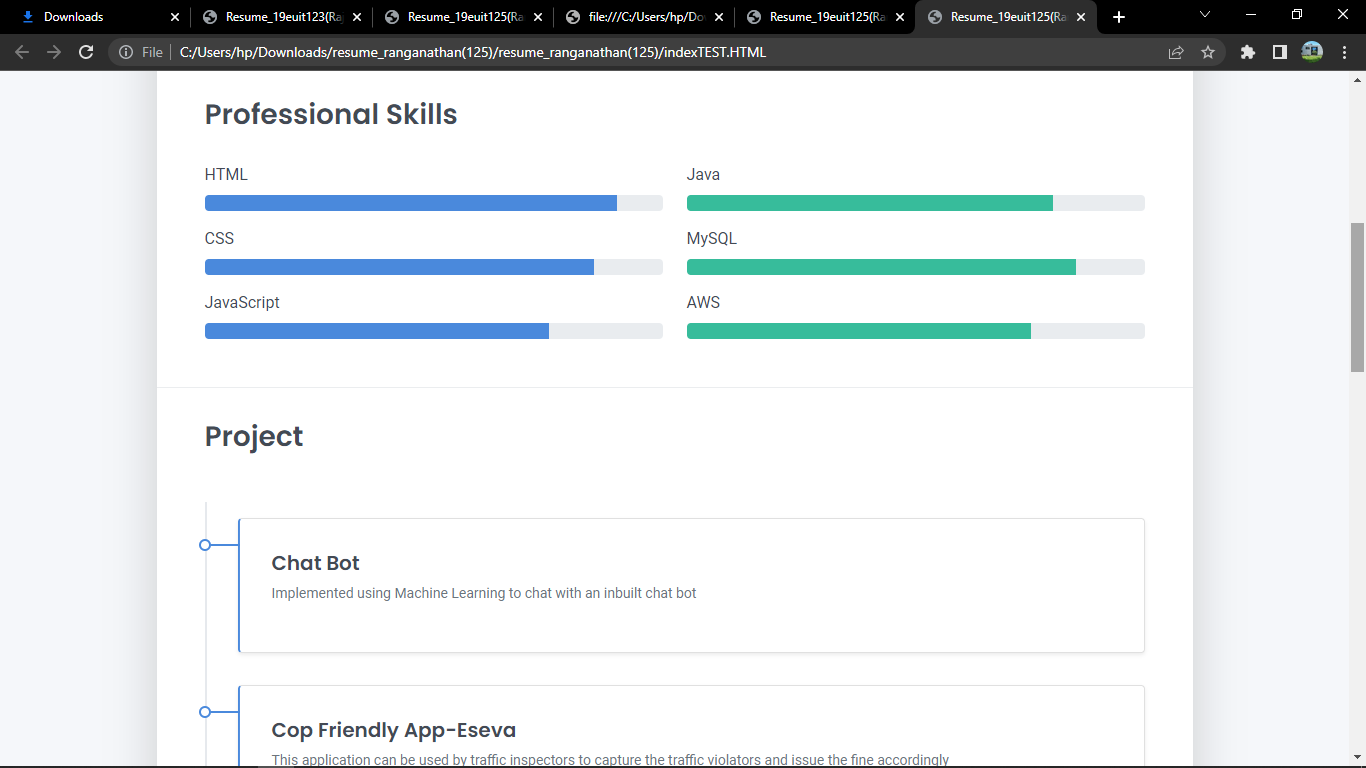 Downloads
Resume_19euit123(Ra
Resume_19euit125(Ra
file:///C:/Users/hp/Do
Resume_19euit125(Ra
Resume_19euit125(Ra
File
C:/Users/hp/Downloads/resume_ranganathan(125)/resume_ranganathan(125)/indexTEST.HTML
Professional Skills
HTML
Java
CSS
MySQL
JavaScript
AWS
Project
Chat Bot
Implemented using Machine Learning to chat with an inbuilt chat bot
Cop Friendly App-Eseva
This application can be used by traffic inspectors to capture the traffic violators and issue the fine accordingly